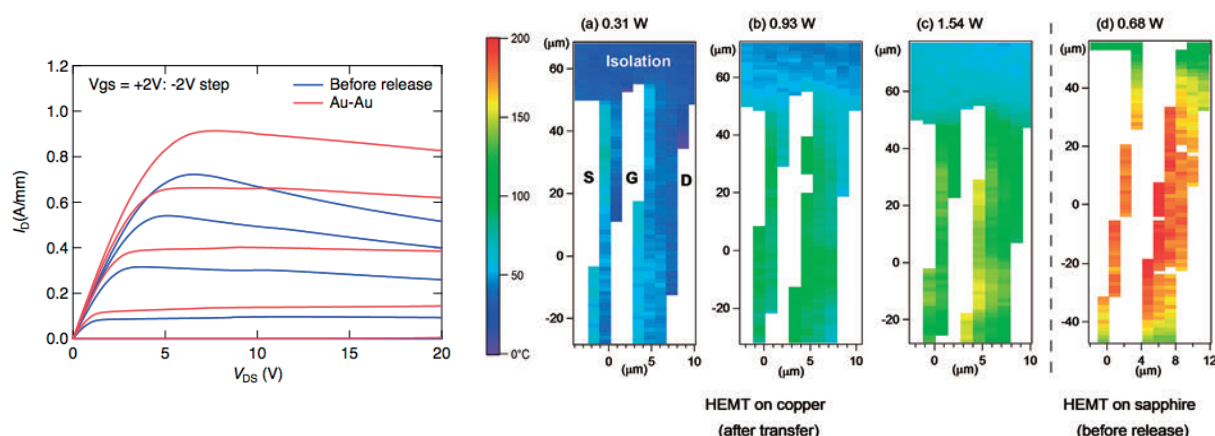 Vgs = +2V: -2V step
Before release
Au-Au
I_D(A/mm)
1.2
1.0
0.8
0.6
0.4
0.2
0.0
0 5 10 15 20
V_DS (V)
200
150
100
50
0°C
(a) 0.31 W
(μm)
60
40
20
0
-20
Isolation
S G D
0 5 10
(μm)
(b) 0.93 W
(μm)
60
40
20
0
-20
0 5 10
(μm)
(c) 1.54 W
(μm)
60
40
20
0
-20
0 5 10
(μm)
HEMT on copper
(after transfer)
(d) 0.68 W
(μm)
40
20
0
-20
-40
0 4 8 12
(μm)
HEMT on sapphire
(before release)